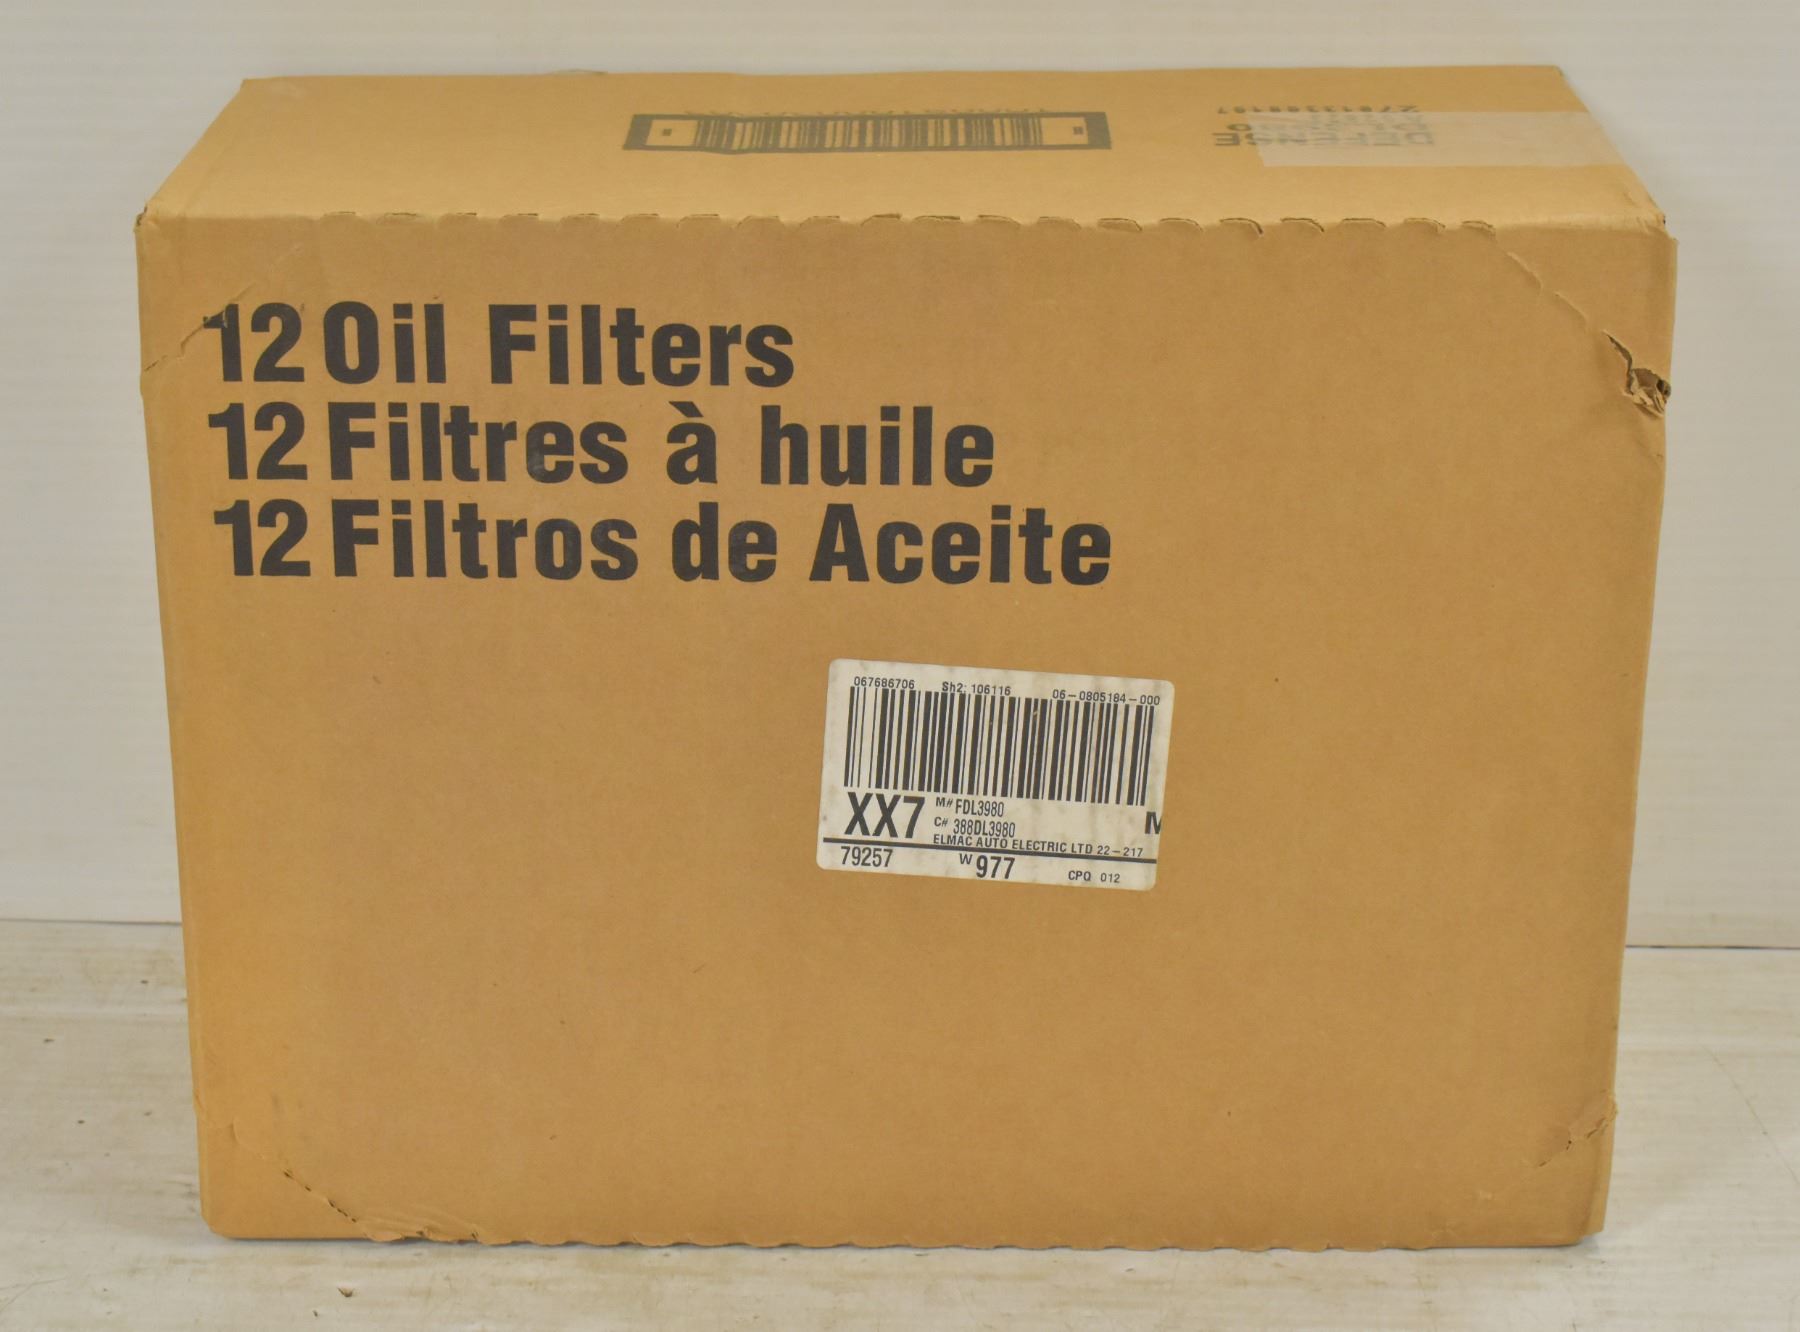 12 Oil Filters
12 Filtres à huile
12 Filtros de Aceite
067686706 Sh2: 106116 06-0805184-000
XX7 M# FDL3980
C# 388DL3980 M
ELMAC AUTO ELECTRIC LTD 22-217
79257 W 977 CPQ 012